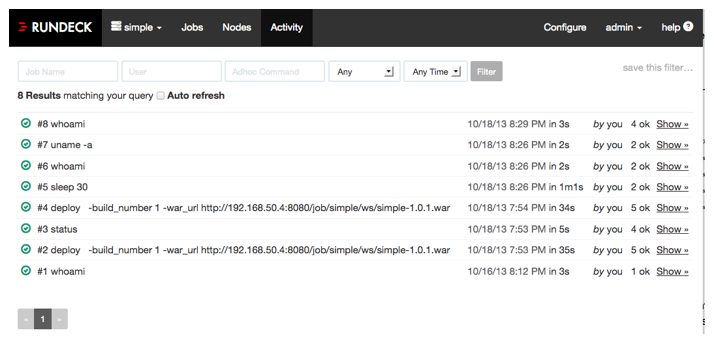 RUNDECK simple Jobs Nodes Activity Configure admin help
Job Name User Adhoc Command Any Any Time Filter save this filter...
8 Results matching your query Auto refresh
#8 whoami 10/18/13 8:29 PM in 3s by you 4 ok Show »
#7 uname -a 10/18/13 8:26 PM in 2s by you 2 ok Show »
#6 whoami 10/18/13 8:26 PM in 2s by you 2 ok Show »
#5 sleep 30 10/18/13 8:26 PM in 1m1s by you 2 ok Show »
#4 deploy -build_number 1 -war_url http://192.168.50.4:8080/job/simple/ws/simple-1.0.1.war 10/18/13 7:54 PM in 34s by you 5 ok Show »
#3 status 10/18/13 7:53 PM in 5s by you 4 ok Show »
#2 deploy -build_number 1 -war_url http://192.168.50.4:8080/job/simple/ws/simple-1.0.1.war 10/18/13 7:53 PM in 35s by you 5 ok Show »
#1 whoami 10/16/13 8:12 PM in 3s by you 1 ok Show »
« 1 »